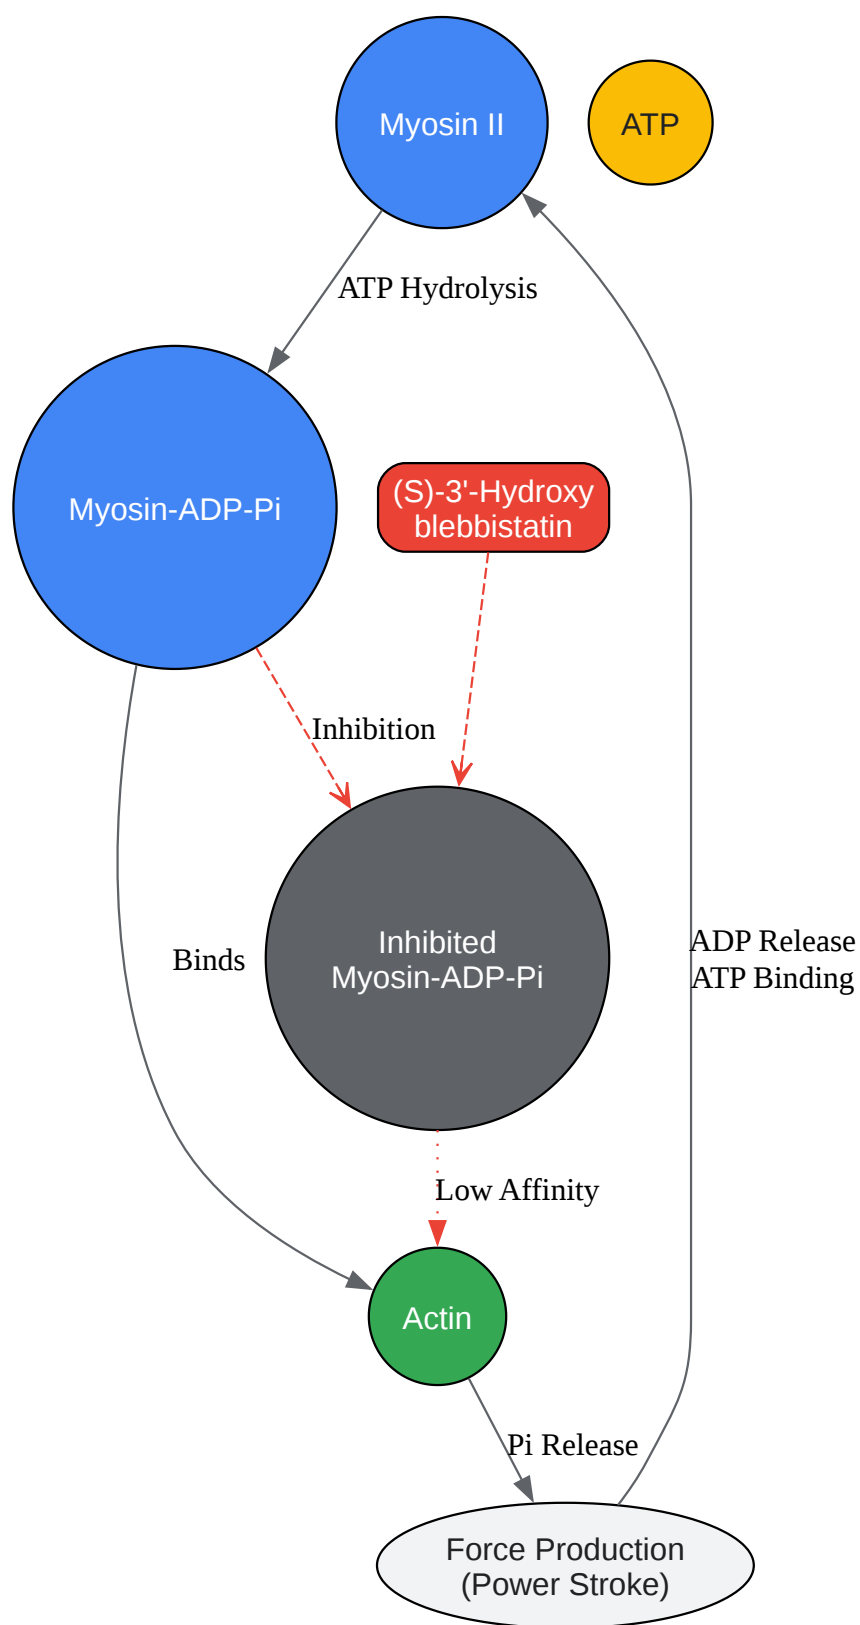 Myosin II
ATP
ATP Hydrolysis
Myosin-ADP-Pi
(S)-3'-Hydroxy
blebbistatin
Inhibition
Binds
Inhibited
Myosin-ADP-Pi
ADP Release
ATP Binding
Low Affinity
Actin
Pi Release
Force Production
(Power Stroke)